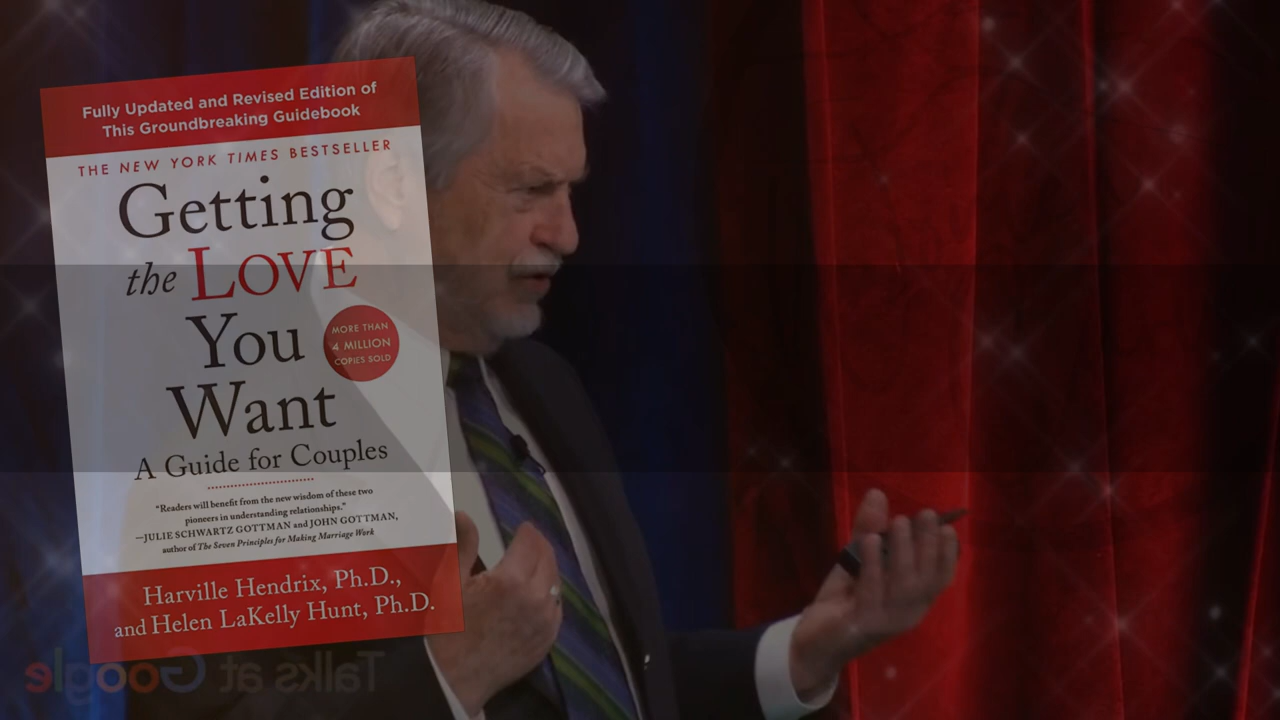 Fully Updated and Revised Edition of
This Groundbreaking Guidebook
THE NEW YORK TIMES BESTSELLER
Getting
the LOVE
You
Want
MORE THAN
4 MILLION
COPIES SOLD
A Guide for Couples
"Readers will benefit from the new wisdom of these two
pioneers in understanding relationships."
—JULIE SCHWARTZ GOTTMAN and JOHN GOTTMAN,
author of The Seven Principles for Making Marriage Work
Harville Hendrix, Ph.D.,
and Helen LaKelly Hunt, Ph.D.
Talks at Google